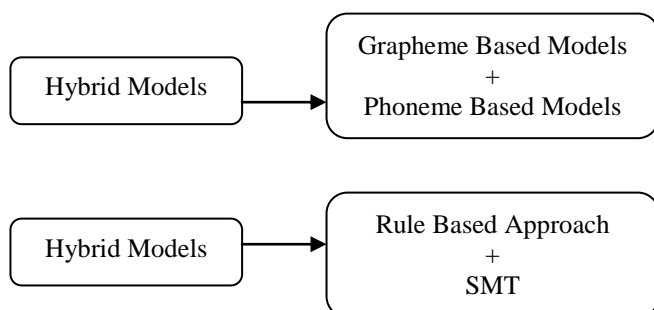 Hybrid Models
Grapheme Based Models
+
Phoneme Based Models
Hybrid Models
Rule Based Approach
+
SMT